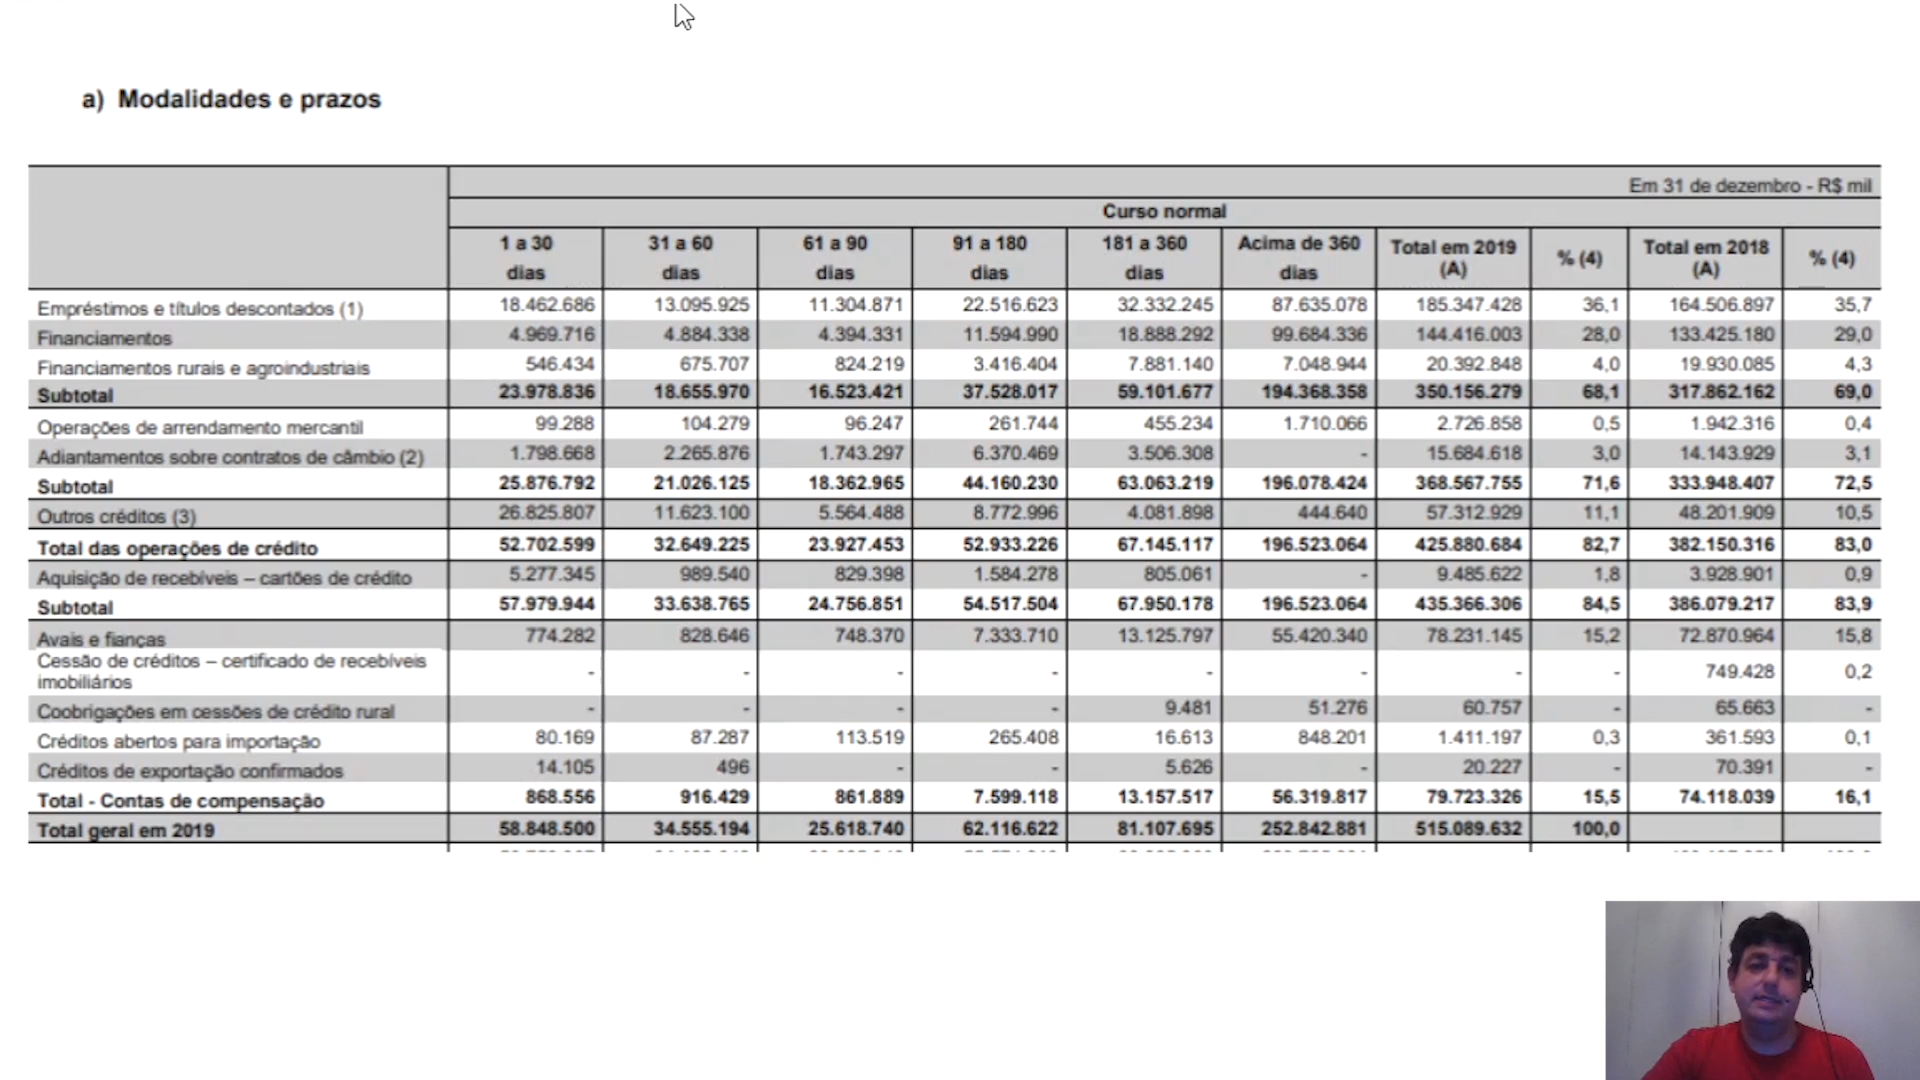 a) Modalidades e prazos
Em 31 de dezembro - R$ mil
Curso normal
1 a 30 dias 31 a 60 dias 61 a 90 dias 91 a 180 dias 181 a 360 dias Acima de 360 dias Total em 2019 (A) % (4) Total em 2018 (A) % (4)
Empréstimos e títulos descontados (1) 18.462.686 13.095.925 11.304.871 22.516.623 32.332.245 87.635.078 185.347.428 36,1 164.506.897 35,7
Financiamentos 4.969.716 4.884.338 4.394.331 11.594.990 18.888.292 99.684.336 144.416.003 28,0 133.425.180 29,0
Financiamentos rurais e agroindustriais 546.434 675.707 824.219 3.416.404 7.881.140 7.048.944 20.392.848 4,0 19.930.085 4,3
Subtotal 23.978.836 18.655.970 16.523.421 37.528.017 59.101.677 194.368.358 350.156.279 68,1 317.862.162 69,0
Operações de arrendamento mercantil 99.288 104.279 96.247 261.744 455.234 1.710.066 2.726.858 0,5 1.942.316 0,4
Adiantamentos sobre contratos de câmbio (2) 1.798.668 2.265.876 1.743.297 6.370.469 3.506.308 - 15.684.618 3,0 14.143.929 3,1
Subtotal 25.876.792 21.026.125 18.362.965 44.160.230 63.063.219 196.078.424 368.567.755 71,6 333.948.407 72,5
Outros créditos (3) 26.825.807 11.623.100 5.564.488 8.772.996 4.081.898 444.640 57.312.929 11,1 48.201.909 10,5
Total das operações de crédito 52.702.599 32.649.225 23.927.453 52.933.226 67.145.117 196.523.064 425.880.684 82,7 382.150.316 83,0
Aquisição de recebíveis – cartões de crédito 5.277.345 989.540 829.398 1.584.278 805.061 - 9.485.622 1,8 3.928.901 0,9
Subtotal 57.979.944 33.638.765 24.756.851 54.517.504 67.950.178 196.523.064 435.366.306 84,5 386.079.217 83,9
Avais e fianças 774.282 828.646 748.370 7.333.710 13.125.797 55.420.340 78.231.145 15,2 72.870.964 15,8
Cessão de créditos – certificado de recebíveis
imobiliários - - - - - - - - 749.428 0,2
Coobrigações em cessões de crédito rural - - - - 9.481 51.276 60.757 - 65.663 -
Créditos abertos para importação 80.169 87.287 113.519 265.408 16.613 848.201 1.411.197 0,3 361.593 0,1
Créditos de exportação confirmados 14.105 496 - - 5.626 - 20.227 - 70.391 -
Total - Contas de compensação 868.556 916.429 861.889 7.599.118 13.157.517 56.319.817 79.723.326 15,5 74.118.039 16,1
Total geral em 2019 58.848.500 34.555.194 25.618.740 62.116.622 81.107.695 252.842.881 515.089.632 100,0